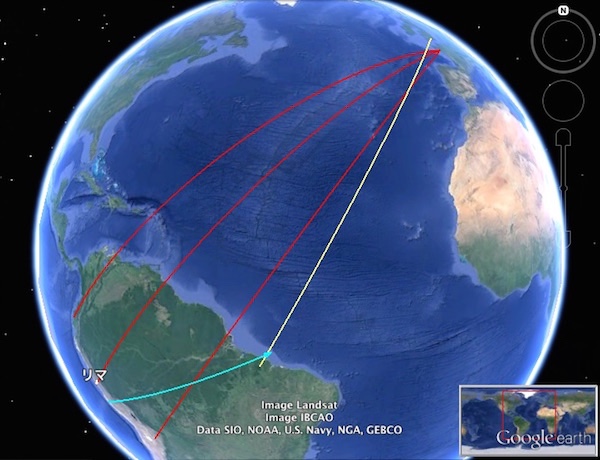 N
リマ
Image Landsat
Image IBCAO
Data SIO, NOAA, U.S. Navy, NGA, GEBCO
Google earth